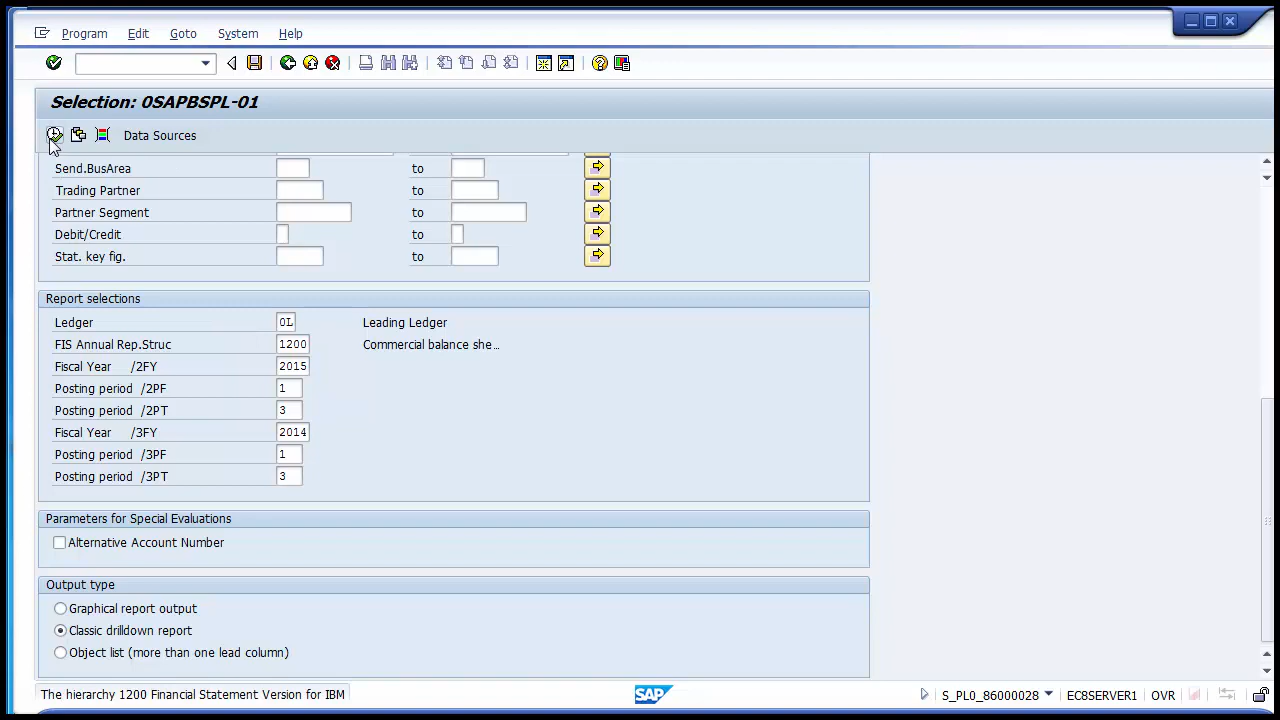 Program Edit Goto System Help
Selection: 0SAPBSPL-01
Data Sources
Send.BusArea to
Trading Partner to
Partner Segment to
Debit/Credit to
Stat. key fig. to
Report selections
Ledger 0L Leading Ledger
FIS Annual Rep.Struc 1200 Commercial balance she...
Fiscal Year /2FY 2015
Posting period /2PF 1
Posting period /2PT 3
Fiscal Year /3FY 2014
Posting period /3PF 1
Posting period /3PT 3
Parameters for Special Evaluations
Alternative Account Number
Output type
Graphical report output
Classic drilldown report
Object list (more than one lead column)
The hierarchy 1200 Financial Statement Version for IBM SAP S_PL0_86000028 ECGSERVER1 OVR